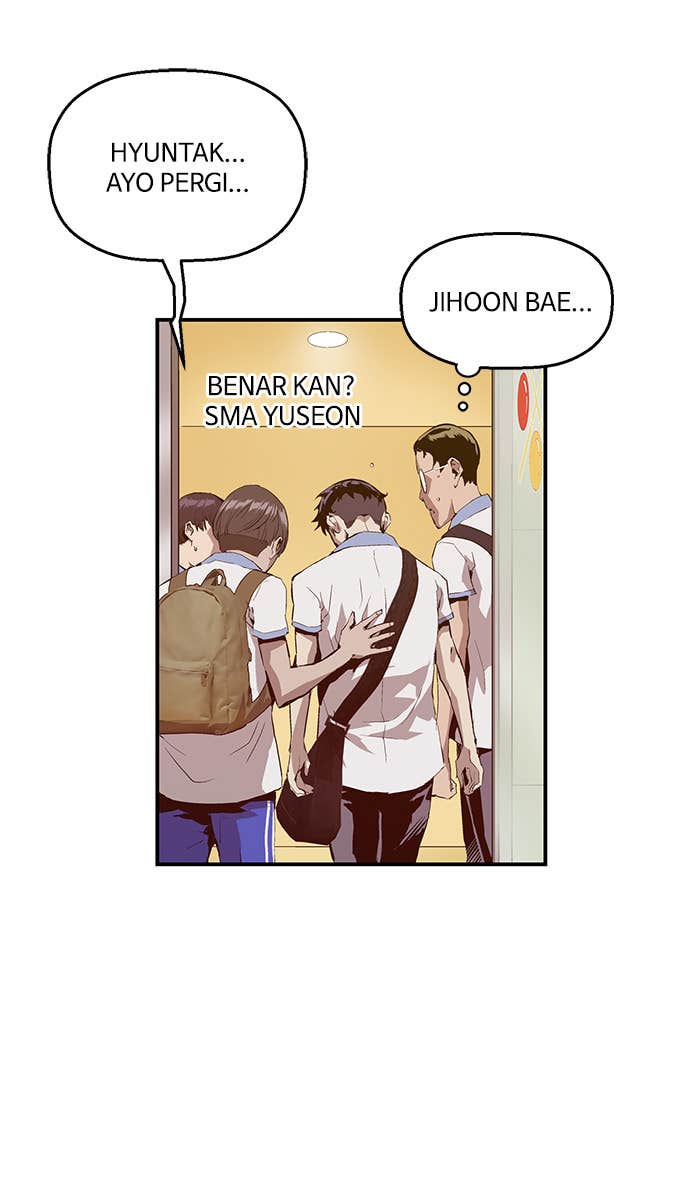 HYUNTAK...
AYO PERGI...
JIHOON BAE...
BENAR KAN?
SMA YUSEON